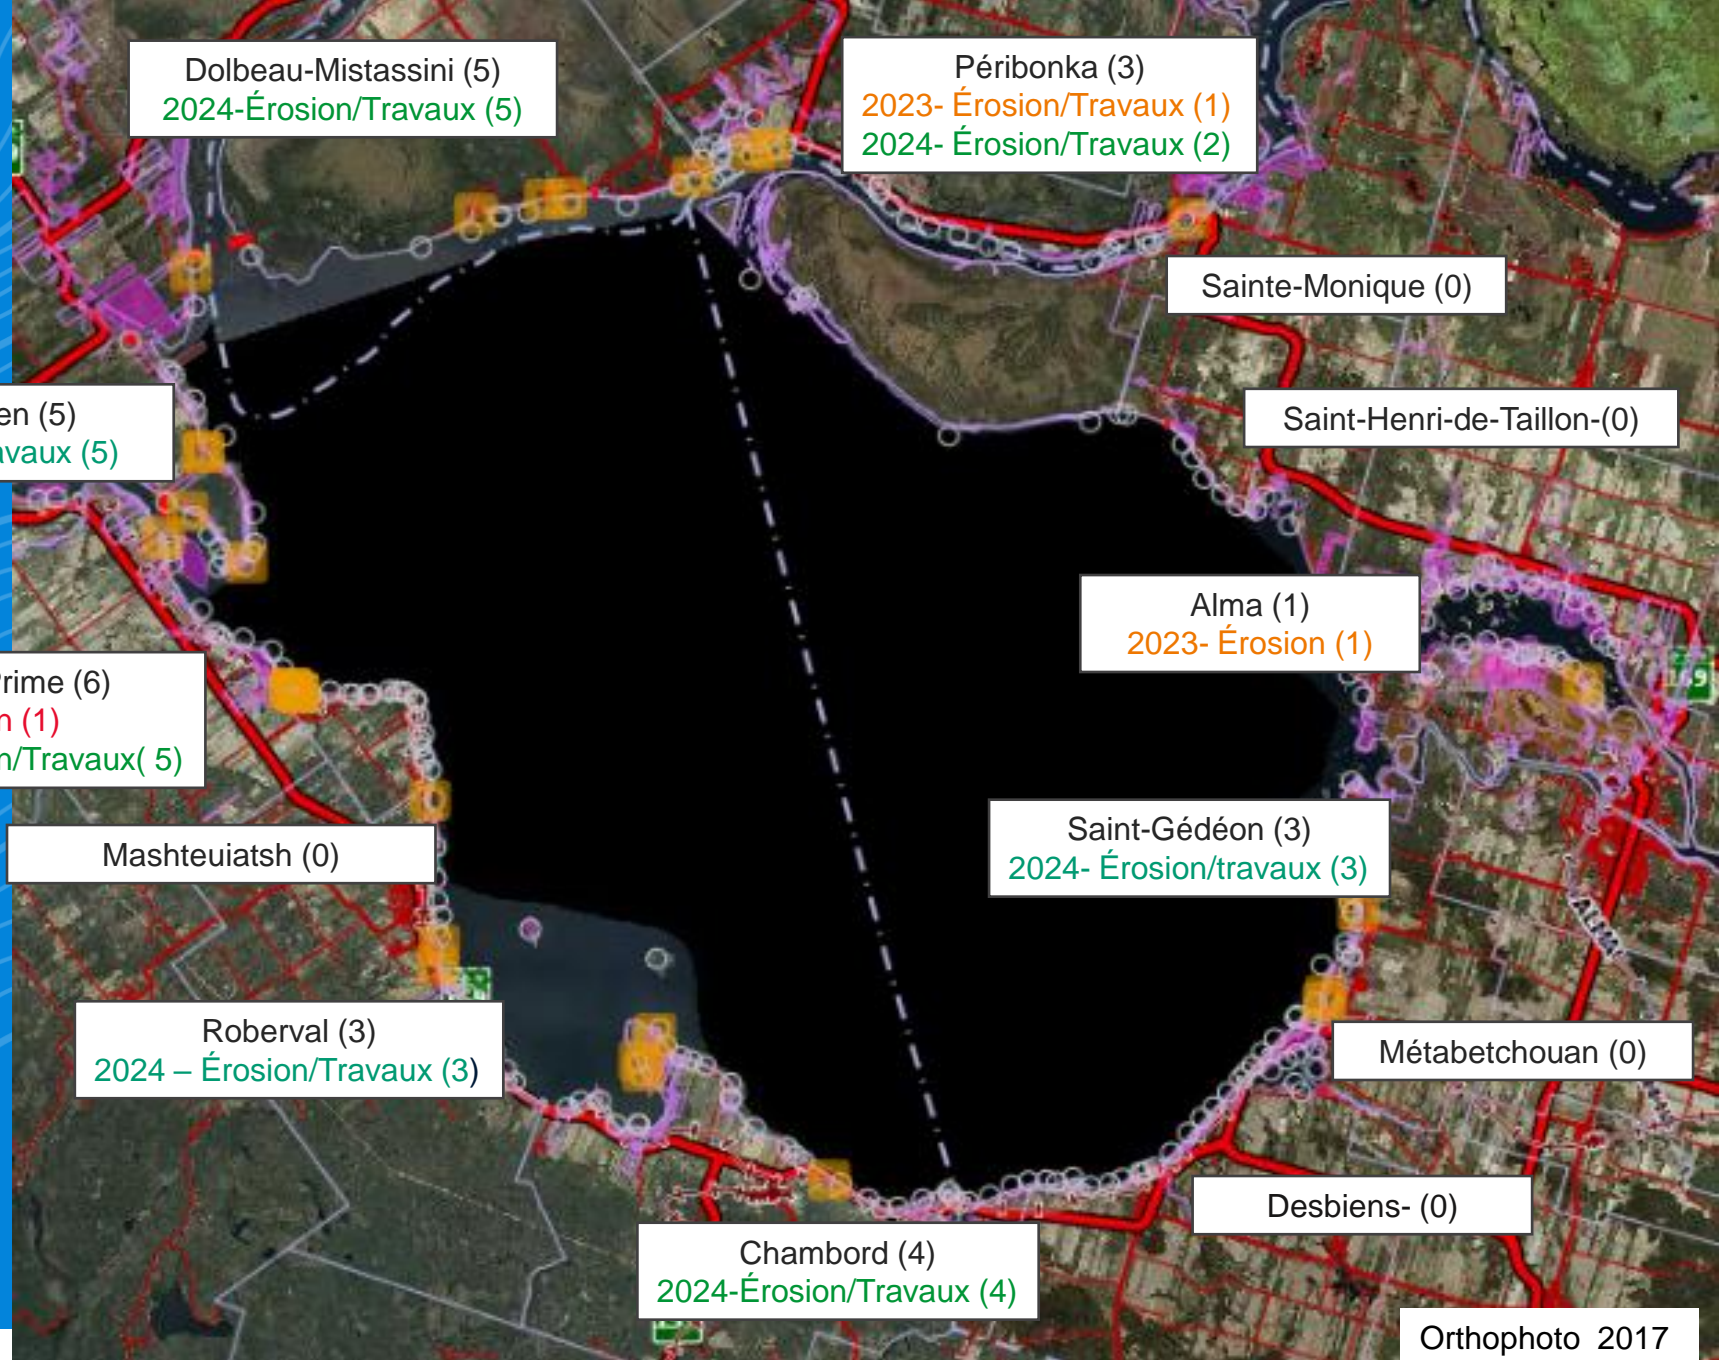 Dolbeau-Mistassini (5)
2024-Érosion/Travaux (5)
Péribonka (3)
2023- Érosion/Travaux (1)
2024- Érosion/Travaux (2)
Sainte-Monique (0)
Saint-Henri-de-Taillon-(0)
en (5)
avaux (5)
Alma (1)
2023- Érosion (1)
Prime (6)
n (1)
n/Travaux( 5)
Saint-Gédéon (3)
2024- Érosion/travaux (3)
Mashteuiatsh (0)
ALMA
Roberval (3)
2024 – Érosion/Travaux (3)
Métabetchouan (0)
Desbiens- (0)
Chambord (4)
2024-Érosion/Travaux (4)
Orthophoto 2017